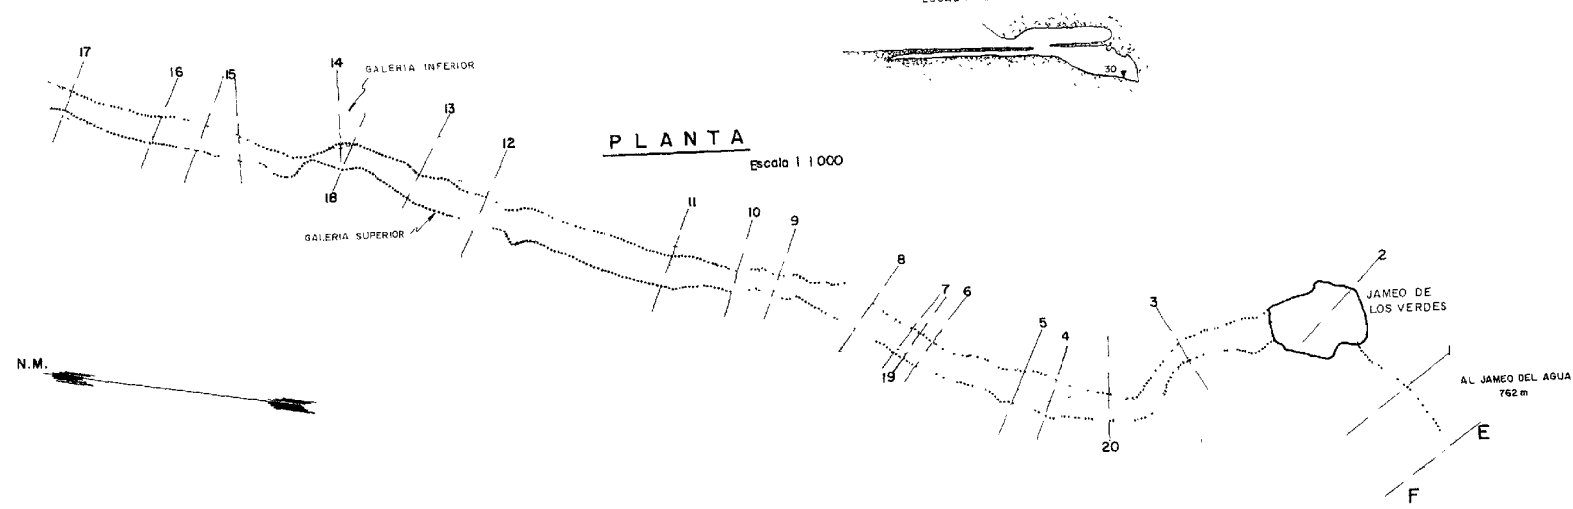 17
16
15
14
GALERIA INFERIOR
13
12
30
PLANTA
Escala 1 1000
18
GALERIA SUPERIOR
11
10
9
8
7
6
19
5
4
20
3
2
JAMEO DE
LOS VERDES
1
AL JAMEO DEL AGUA
762 m
E
F
N.M.